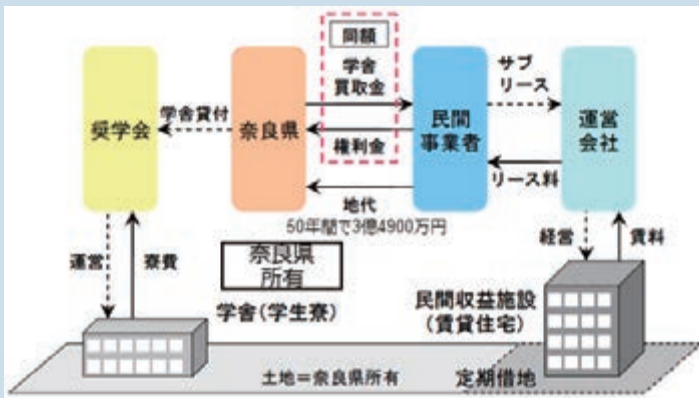 同額
学舎
買取金
権利金
奨学会
学舎貸付
奈良県
民間
事業者
サブ
リース
運営
会社
リース料
地代
50年間で3億4900万円
運営
寮費
奈良県
所有
学舎(学生寮)
経営
賃料
民間収益施設
(賃貸住宅)
土地=奈良県所有
定期借地